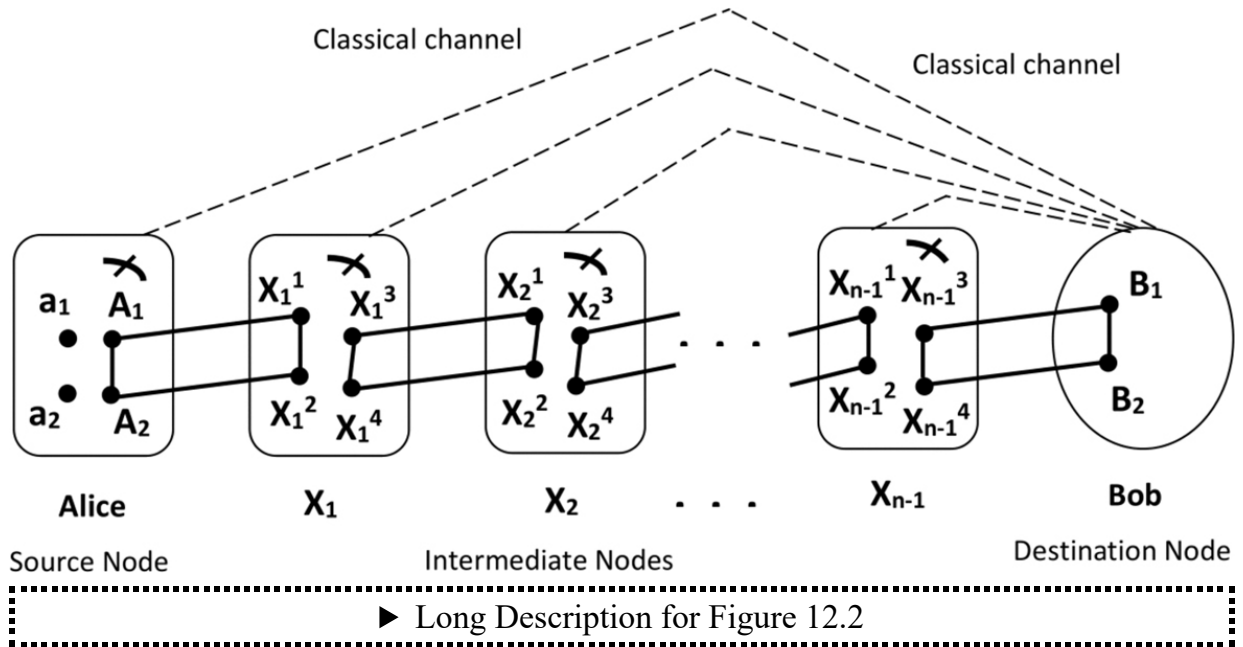 Classical channel
Classical channel
a₁ A₁ X₁¹ X₁³ X₂¹ X₂³ Xₙ₋₁¹ Xₙ₋₁³ B₁
. . .
a₂ A₂ X₁² X₁⁴ X₂² X₂⁴ Xₙ₋₁² Xₙ₋₁⁴ B₂
Alice X₁ X₂ . . . Xₙ₋₁ Bob
Source Node Intermediate Nodes Destination Node
► Long Description for Figure 12.2